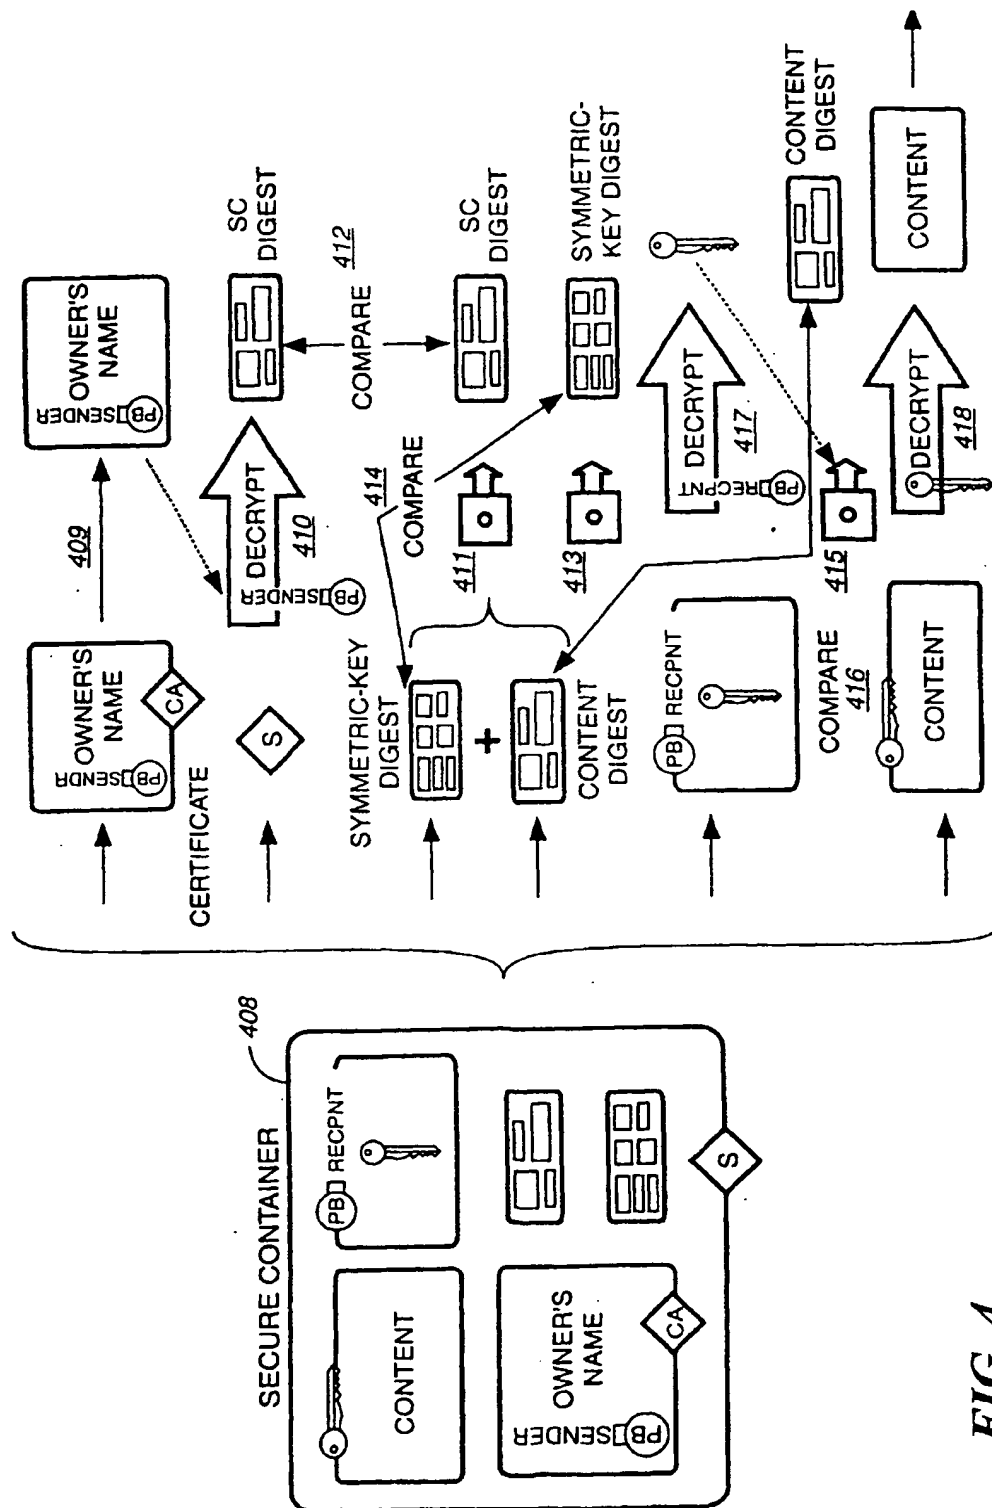 SECURE CONTAINER
408
CONTENT
PB RECPNT
OWNER'S
NAME
PB SENDER
CA
S
OWNER'S
NAME
PB SENDR
CA
CERTIFICATE
409
OWNER'S
NAME
PB SENDER
S
DECRYPT
410
PB SENDER
SC
DIGEST
COMPARE
412
SYMMETRIC-KEY
DIGEST
+
CONTENT
DIGEST
414
COMPARE
411
SC
DIGEST
413
SYMMETRIC-
KEY DIGEST
PB RECPNT
DECRYPT
417
PB RECPNT
COMPARE
416
415
CONTENT
DIGEST
CONTENT
DECRYPT
418
CONTENT
FIG. 4